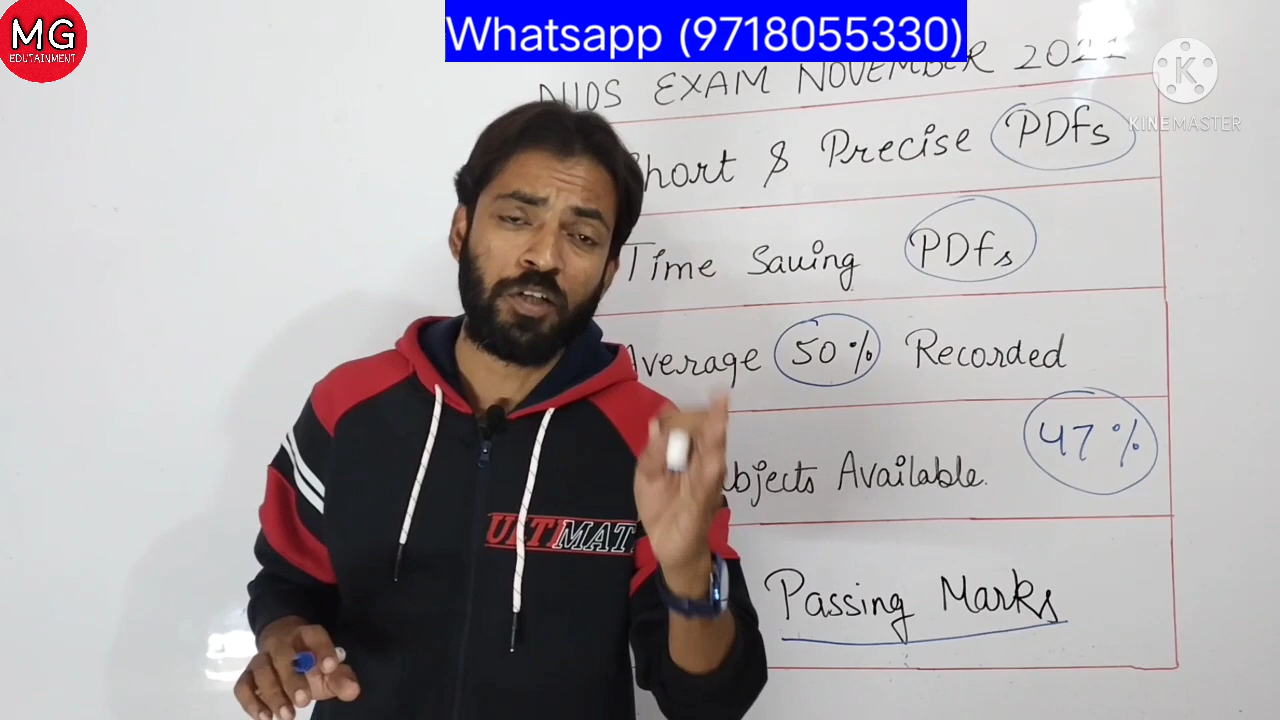 MG
EDUTAINMENT
Whatsapp (9718055330)
NIOS EXAM NOVEMBER
Short & Precise PDFs
KINEMASTER
Time Saving PDFs
Average 50% Recorded
47%
Subjects Available.
Passing Marks
ULTIMAT